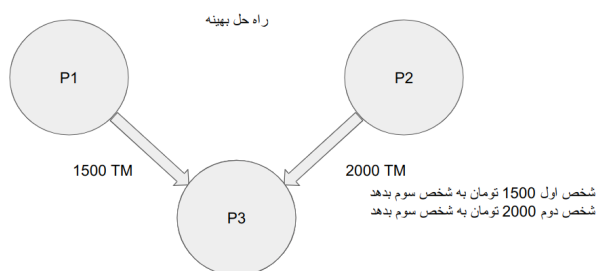 راه حل بهینه
P1
P2
1500 TM
2000 TM
شخص اول 1500 تومان به شخص سوم بدهد
شخص دوم 2000 تومان به شخص سوم بدهد
P3